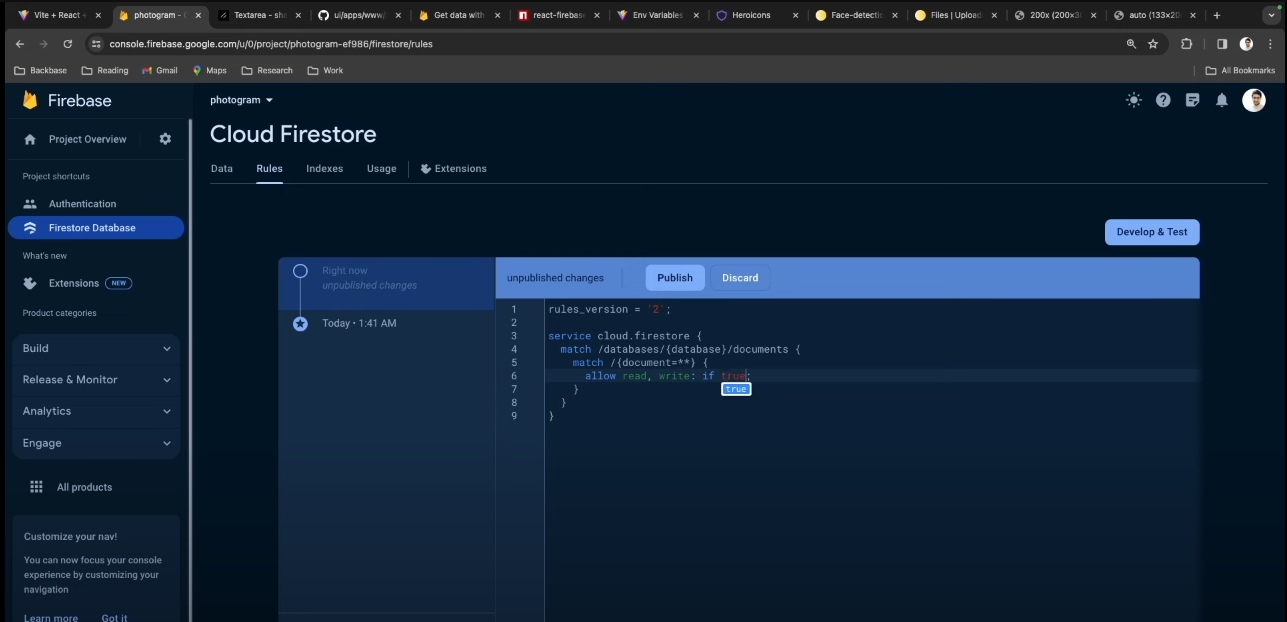 Vite + React +
photogram - C
Textarea - sha
ui/apps/www/
Get data with
react-firebase
Env Variables
Heroicons
Face-detectio
Files | Upload
200x (200×3
auto (133×20
console.firebase.google.com/u/0/project/photogram-ef986/firestore/rules
Backbase Reading Gmail Maps Research Work All Bookmarks
Firebase
photogram
Project Overview
Cloud Firestore
Data Rules Indexes Usage Extensions
Project shortcuts
Authentication
Firestore Database
What's new
Extensions NEW
Product categories
Build
Release & Monitor
Analytics
Engage
All products
Customize your nav!
You can now focus your console
experience by customizing your
navigation
Learn more Got it
Develop & Test
Right now
unpublished changes
Today • 1:41 AM
unpublished changes Publish Discard
1 rules_version = '2';
2
3 service cloud.firestore {
4 match /databases/{database}/documents {
5 match /{document=**} {
6 allow read, write: if true;
true
7 }
8 }
9 }